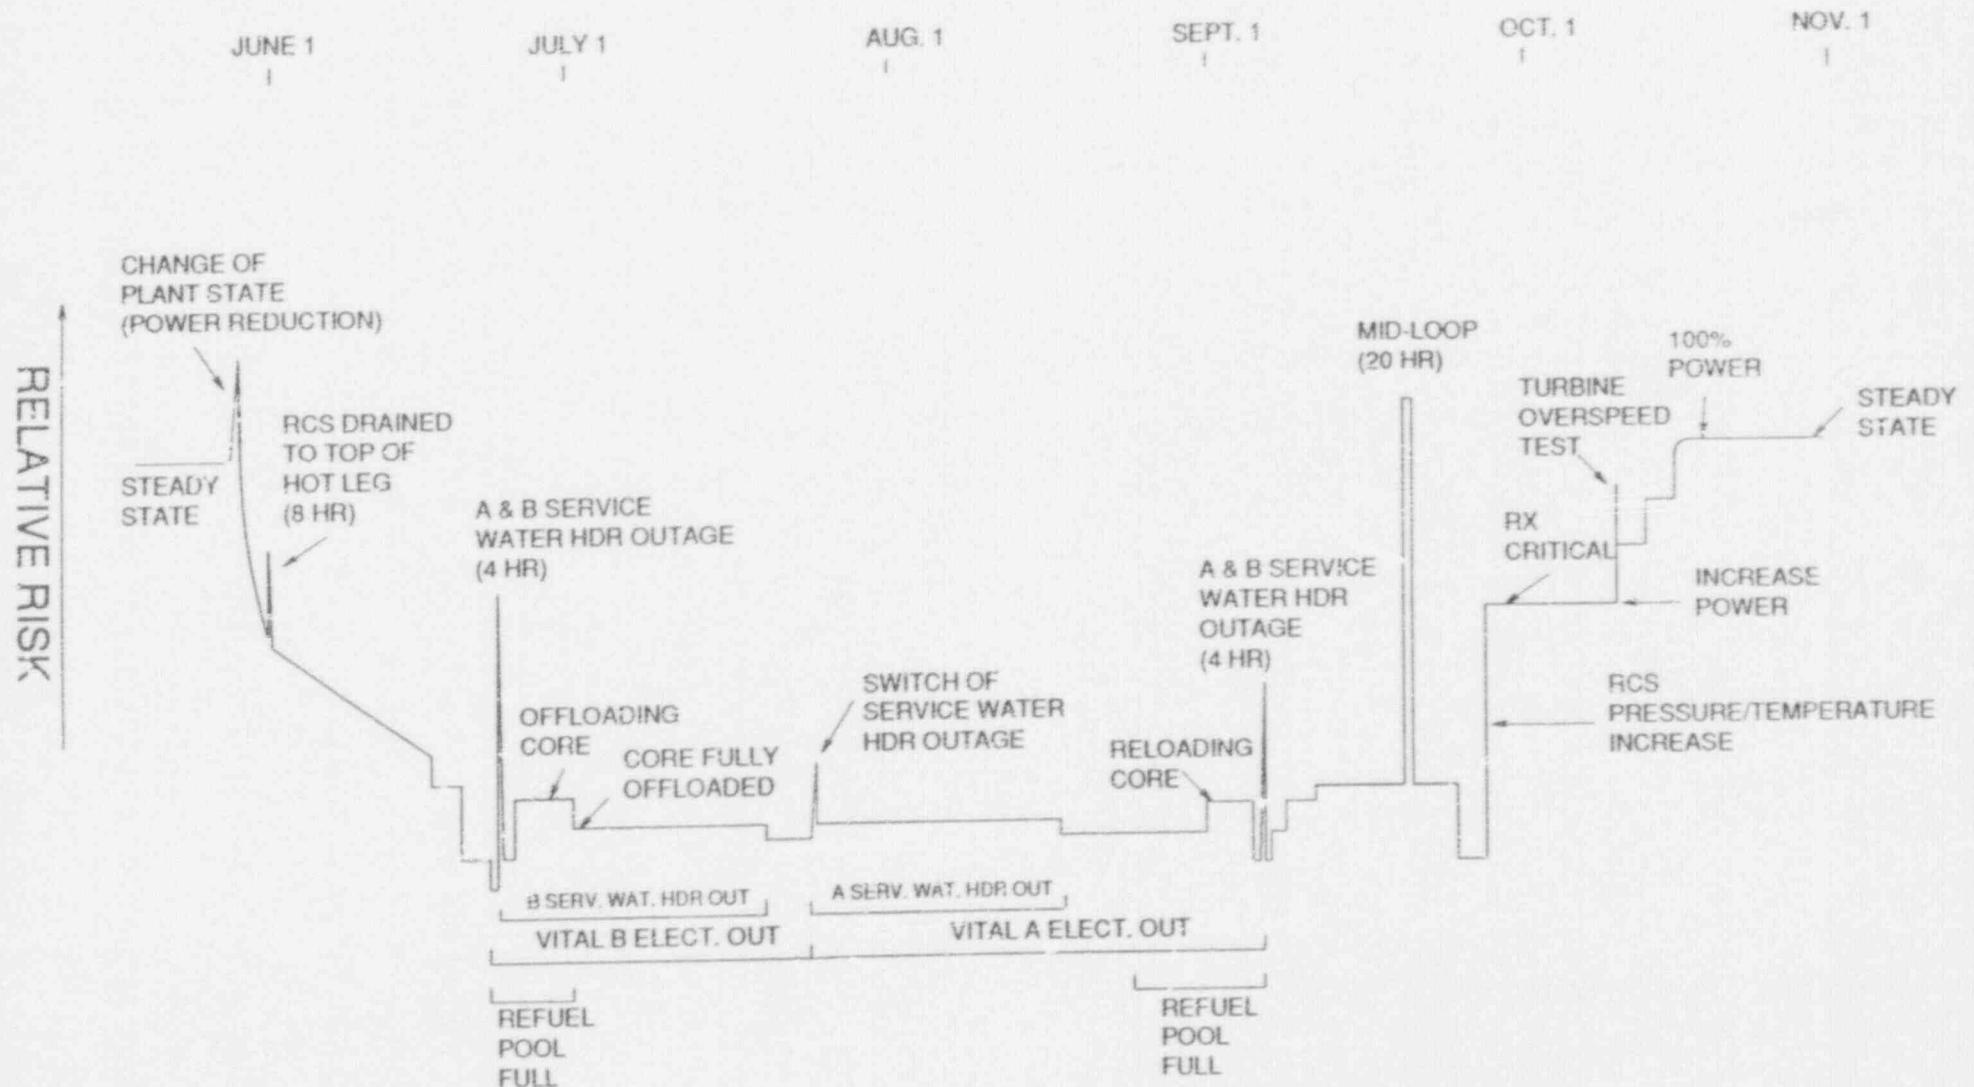 JUNE 1
JULY 1
AUG. 1
SEPT. 1
OCT. 1
NOV. 1
RELATIVE RISK
CHANGE OF
PLANT STATE
(POWER REDUCTION)
STEADY
STATE
RCS DRAINED
TO TOP OF
HOT LEG
(8 HR)
A & B SERVICE
WATER HDR OUTAGE
(4 HR)
OFFLOADING
CORE
CORE FULLY
OFFLOADED
SWITCH OF
SERVICE WATER
HDR OUTAGE
RELOADING
CORE
A & B SERVICE
WATER HDR
OUTAGE
(4 HR)
MID-LOOP
(20 HR)
TURBINE
OVERSPEED
TEST
100%
POWER
STEADY
STATE
RX
CRITICAL
INCREASE
POWER
RCS
PRESSURE/TEMPERATURE
INCREASE
B SERV. WAT. HDR OUT
A SERV. WAT. HDR OUT
VITAL B ELECT. OUT
VITAL A ELECT. OUT
REFUEL
POOL
FULL
REFUEL
POOL
FULL